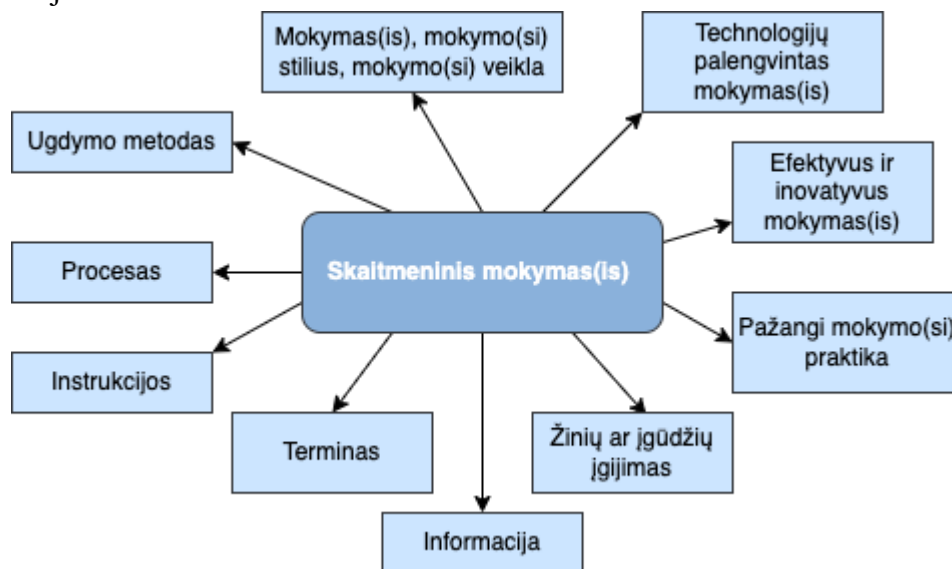 Mokymas(is), mokymo(si)
stilius, mokymo(si) veikla
Technologijų
palengvintas
mokymas(is)
Ugdymo metodas
Efektyvus ir
inovatyvus
mokymas(is)
Procesas
Skaitmeninis mokymas(is)
Pažangi mokymo(si)
praktika
Instrukcijos
Terminas
Žinių ar įgūdžių
įgijimas
Informacija